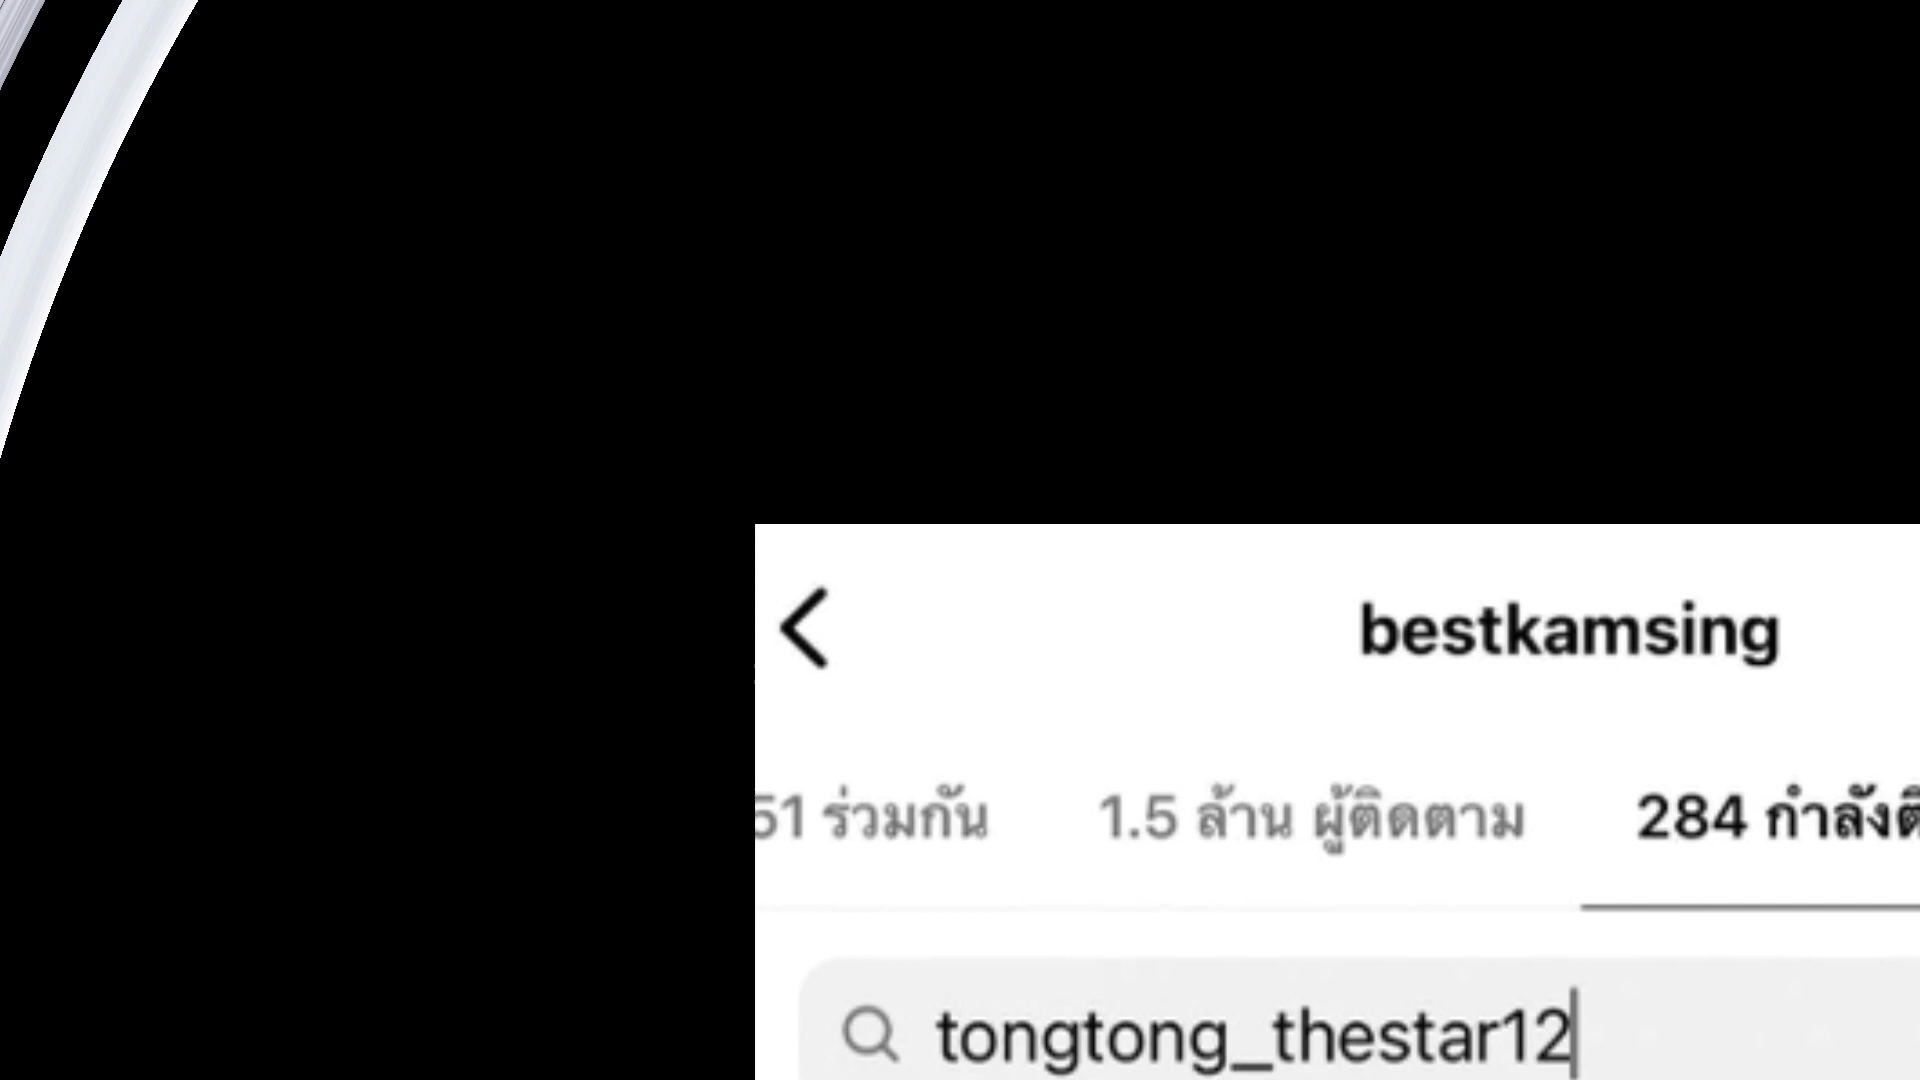 bestkamsing
51 ร่วมกัน 1.5 ล้าน ผู้ติดตาม 284 กำลังติ
tongtong_thestar12